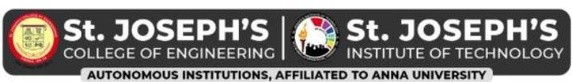 St. JOSEPH'S
COLLEGE OF ENGINEERING
St. JOSEPH'S
INSTITUTE OF TECHNOLOGY
AUTONOMOUS INSTITUTIONS, AFFILIATED TO ANNA UNIVERSITY